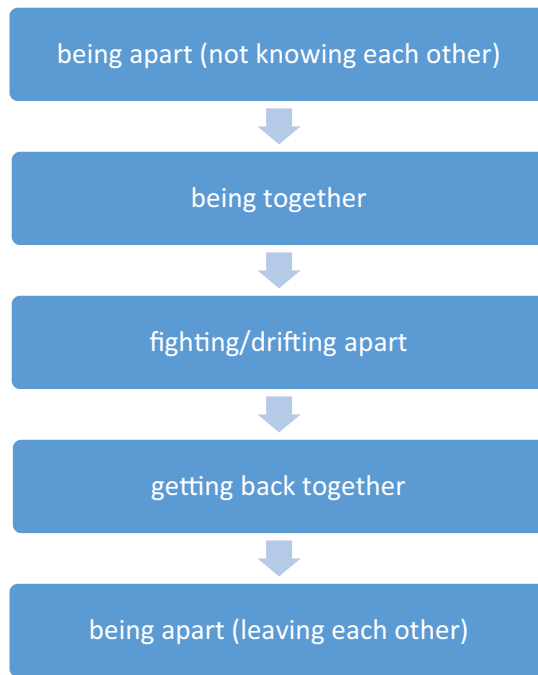 being apart (not knowing each other)
being together
fighting/drifting apart
getting back together
being apart (leaving each other)